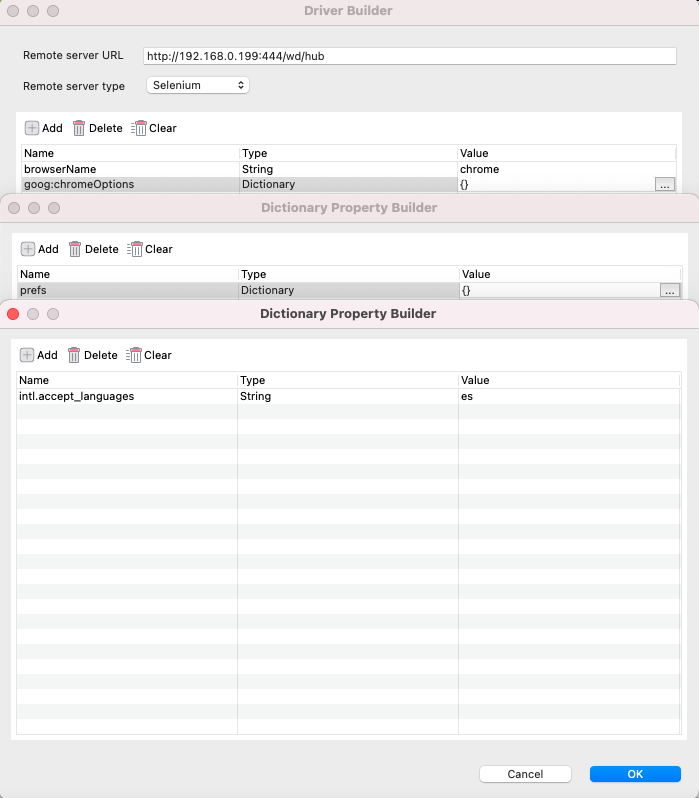 Driver Builder
Remote server URL http://192.168.0.199:444/wd/hub
Remote server type Selenium
Add Delete Clear
Name Type Value
browserName String chrome
goog:chromeOptions Dictionary {} ...
Dictionary Property Builder
Add Delete Clear
Name Type Value
prefs Dictionary {} ...
Dictionary Property Builder
Add Delete Clear
Name Type Value
intl.accept_languages String es
Cancel OK